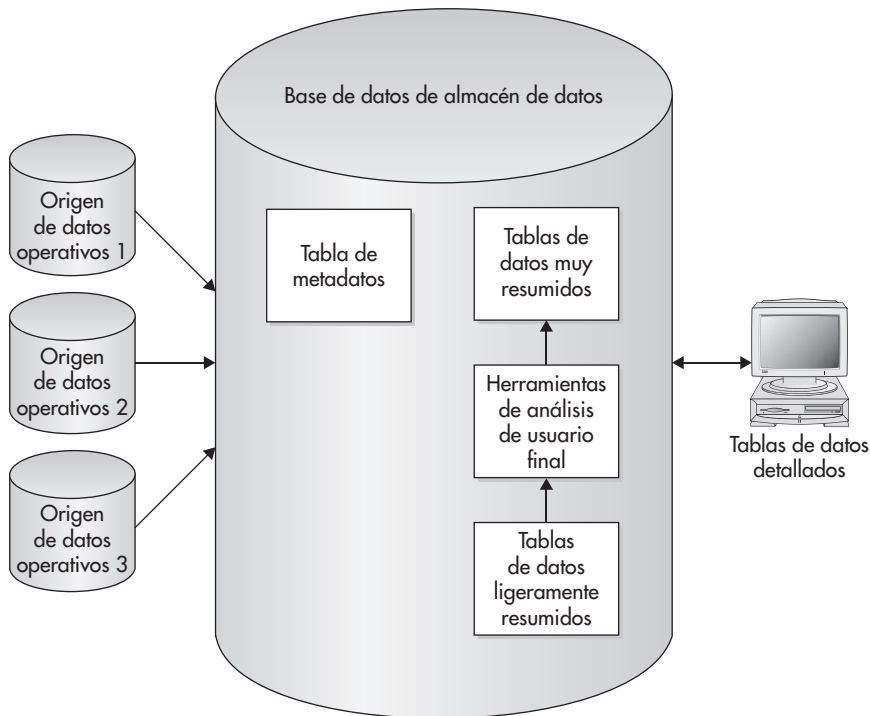 Base de datos de almacén de datos
Origen
de datos
operativos 1
Origen
de datos
operativos 2
Origen
de datos
operativos 3
Tabla de
metadatos
Tablas de
datos muy
resumidos
Herramientas
de análisis
de usuario
final
Tablas
de datos
ligeramente
resumidos
Tablas de datos
detallados